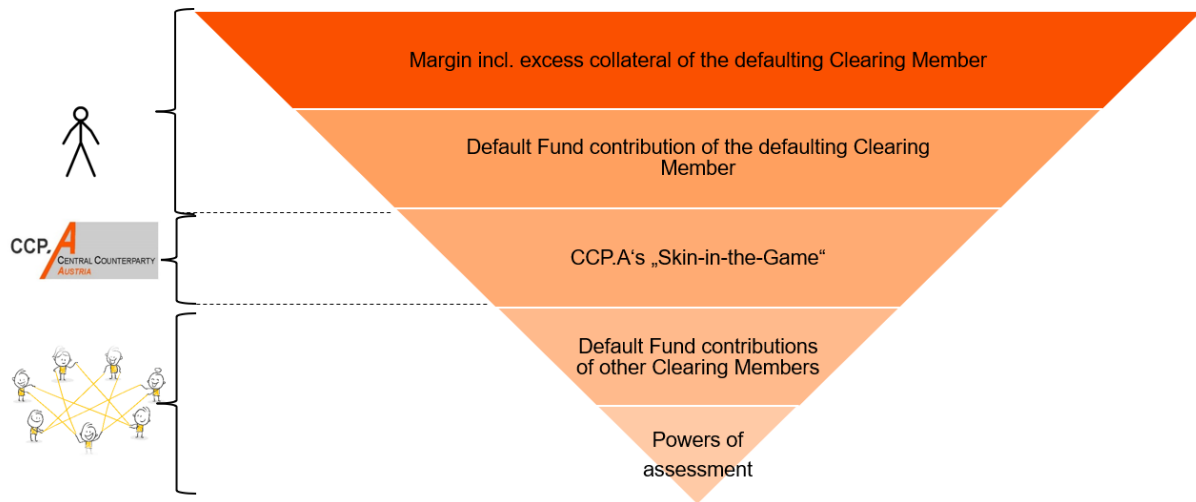 Margin incl. excess collateral of the defaulting Clearing Member
Default Fund contribution of the defaulting Clearing
Member
CCP.A
CENTRAL COUNTERPARTY
AUSTRIA
CCP.A‘s „Skin-in-the-Game“
Default Fund contributions
of other Clearing Members
Powers of
assessment